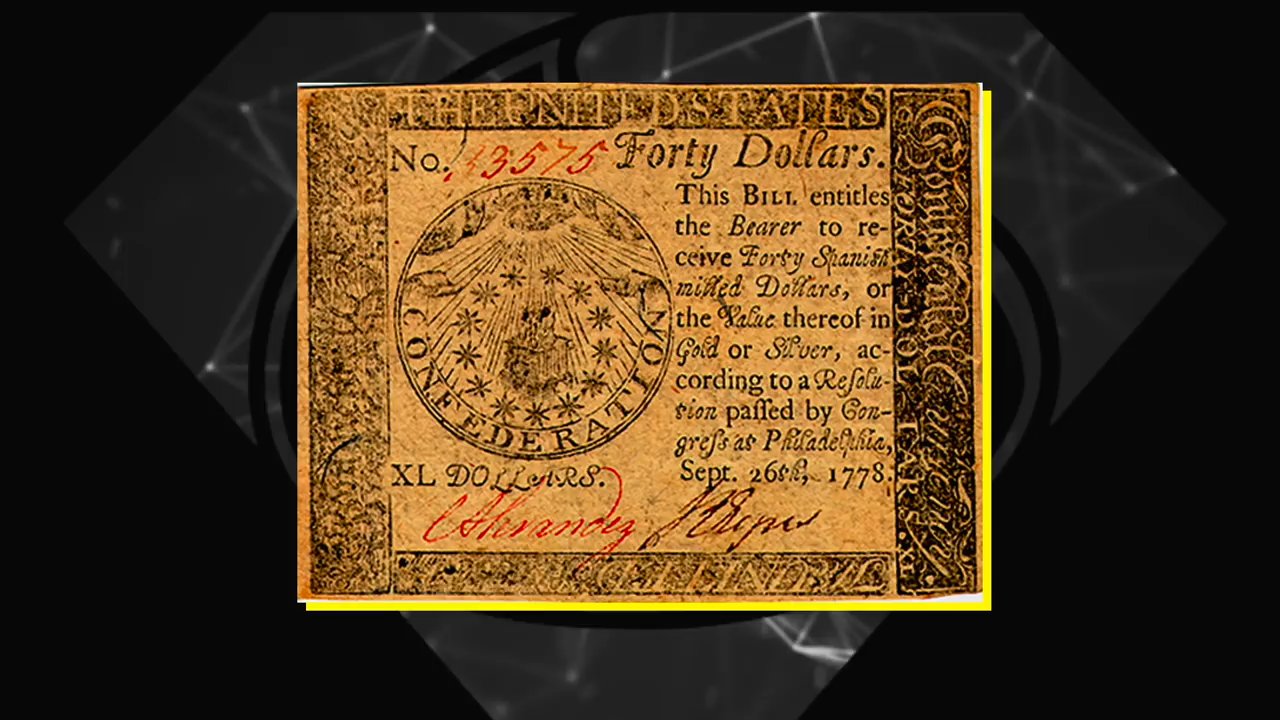 THE UNITED STATES
No. 43575 Forty Dollars.
This BILL entitles
the Bearer to re-
ceive Forty Spanish
milled Dollars, or
the Value thereof in
Gold or Silver, ac-
cording to a Reſolu-
tion paſſed by Con-
greſs at Philadelphia,
Sept. 26th, 1778.
CONFEDERATION
XL DOLLARS.